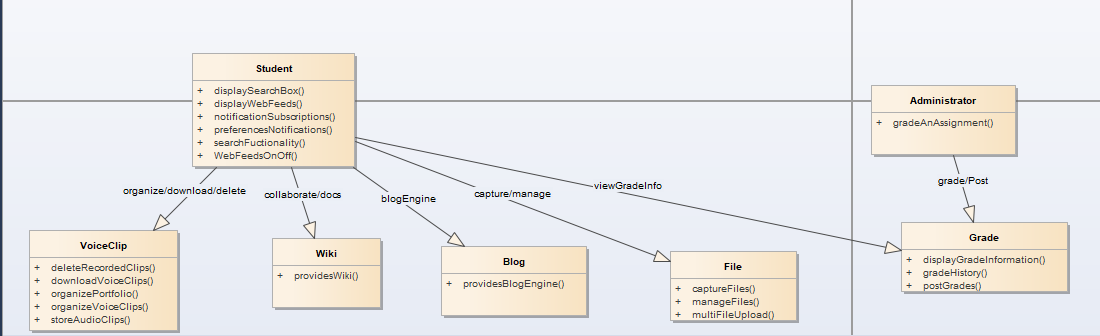 Student
+ displaySearchBox()
+ displayWebFeeds()
+ notificationSubscriptions()
+ preferencesNotifications()
+ searchFuctionality()
+ WebFeedsOnOff()
Administrator
+ gradeAnAssignment()
organize/download/delete
collaborate/docs
blogEngine
capture/manage
viewGradeInfo
grade/Post
VoiceClip
+ deleteRecordedClips()
+ downloadVoiceClips()
+ organizePortfolio()
+ organizeVoiceClips()
+ storeAudioClips()
Wiki
+ providesWiki()
Blog
+ providesBlogEngine()
File
+ captureFiles()
+ manageFiles()
+ multiFileUpload()
Grade
+ displayGradeInformation()
+ gradeHistory()
+ postGrades()